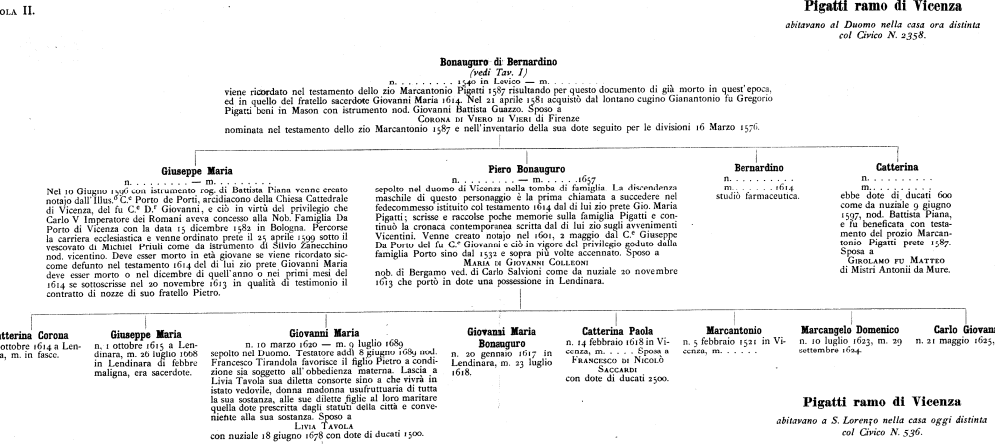 OLA II.
Pigatti ramo di Vicenza
abitavano al Duomo nella casa ora distinta
col Civico N. 2358.
Bonauguro di Bernardino
(vedi Tav. I)
n. . . . . . . . . 1540 in Levico — m. . . . . . . . .
viene ricordato nel testamento dello zio Marcantonio Pigatti 1587 risultando per questo documento di già morto in quest'epoca,
ed in quello del fratello sacerdote Giovanni Maria 1614. Nel 21 aprile 1581 acquistò dal lontano cugino Gianantonio fu Gregorio
Pigatti beni in Mason con istrumento nod. Giovanni Battista Guazzo. Sposo a
CORONA DI VIERO DI VIERI di Firenze
nominata nel testamento dello zio Marcantonio 1587 e nell'inventario della sua dote seguito per le divisioni 16 Marzo 1576.
Giuseppe Maria
n. . . . . . . . . — m. . . . . . . . .
Nel 10 Giugno 1596 con istrumento rog. di Battista Piana venne creato
notajo dall'Illus.º C.e Porto de Porti, arcidiacono della Chiesa Cattedrale
di Vicenza, del fu C.e D.e Giovanni, e ciò in virtù del privilegio che
Carlo V Imperatore dei Romani aveva concesso alla Nob. Famiglia Da
Porto di Vicenza con la data 15 dicembre 1532 in Bologna. Percorse
la carriera ecclesiastica e venne ordinato prete il 25 aprile 1599 sotto il
vescovato di Michiel Priuli come da istrumento di Silvio Zanecchino
nod. vicentino. Deve esser morto in età giovane se viene ricordato sic-
come defunto nel testamento 1614 del di lui zio prete Giovanni Maria
deve esser morto o nel dicembre di quell'anno o nei primi mesi del
1614 se sottoscrisse nel 20 novembre 1613 in qualità di testimonio il
contratto di nozze di suo fratello Pietro.
Piero Bonauguro
n. . . . . . . . . — m. . . . .1657
sepolto nel duomo di Vicenza nella tomba di famiglia. La discendenza
maschile di questo personaggio è la prima chiamata a succedere nel
fedecommesso istituito col testamento 1614 dal di lui zio prete Gio. Maria
Pigatti; scrisse e raccolse poche memorie sulla famiglia Pigatti e con-
tinuò la cronaca contemporanea scritta dal di lui zio sugli avvenimenti
Vicentini. Venne creato notajo nel 1601, 2 maggio dal C.e Giuseppe
Da Porto del fu C.e Giovanni e ciò in vigore del privilegio goduto dalla
famiglia Porto sino dal 1532 e sopra più volte accennato. Sposo a
MARIA DI GIOVANNI COLLEONI
nob. di Bergamo ved. di Carlo Salvioni come da nuziale 20 novembre
1613 che portò in dote una possessione in Lendinara.
Bernardino
n. . . . . . . . .
m. . . . . . .1614
studiò farmaceutica.
Catterina
n. . . . . . . . .
m. . . . . . . . .
ebbe dote di ducati 600
come da nuziale 9 giugno
1597, nod. Battista Piana,
e fu beneficata con testa-
mento del prozio Marcan-
tonio Pigatti prete 1587.
Sposa a
GIROLAMO FU MATTEO
di Mistri Antonii da Mure.
tterina Corona
ottobre 1614 a Len-
a, m. in fasce.
Giuseppe Maria
n. 1 ottobre 1615 a Len-
dinara, m. 26 luglio 1668
in Lendinara di febbre
maligna, era sacerdote.
Giovanni Maria
n. 10 marzo 1620 — m. 9 luglio 1689
sepolto nel Duomo. Testatore addì 8 giugno 1689 nod.
Francesco Tirandola favorisce il figlio Pietro a condi-
zione sia soggetto all'obbedienza materna. Lascia a
Livia Tavola sua diletta consorte sino a che vivrà in
istato vedovile, donna madonna usufruttuaria di tutta
la sua sostanza, alle sue dilette figlie al loro maritare
quella dote prescritta dagli statuti della città e conve-
niente alla sua sostanza. Sposo a
LIVIA TAVOLA
con nuziale 18 giugno 1678 con dote di ducati 1500.
Giovanni Maria
Bonauguro
n. 20 gennaio 1617 in
Lendinara, m. 23 luglio
1618.
Catterina Paola
n. 14 febbraio 1618 in Vi-
cenza, m. . . . . . Sposa a
FRANCESCO DI NICOLÒ
SACCARDI
con dote di ducati 2500.
Marcantonio
n. 5 febbraio 1521 in Vi-
cenza, m. . . . . . .
Marcangelo Domenico
n. 10 luglio 1623, m. 29
settembre 1624.
Carlo Giovan
n. 21 maggio 1625,
Pigatti ramo di Vicenza
abitavano a S. Lorenzo nella casa oggi distinta
col Civico N. 536.